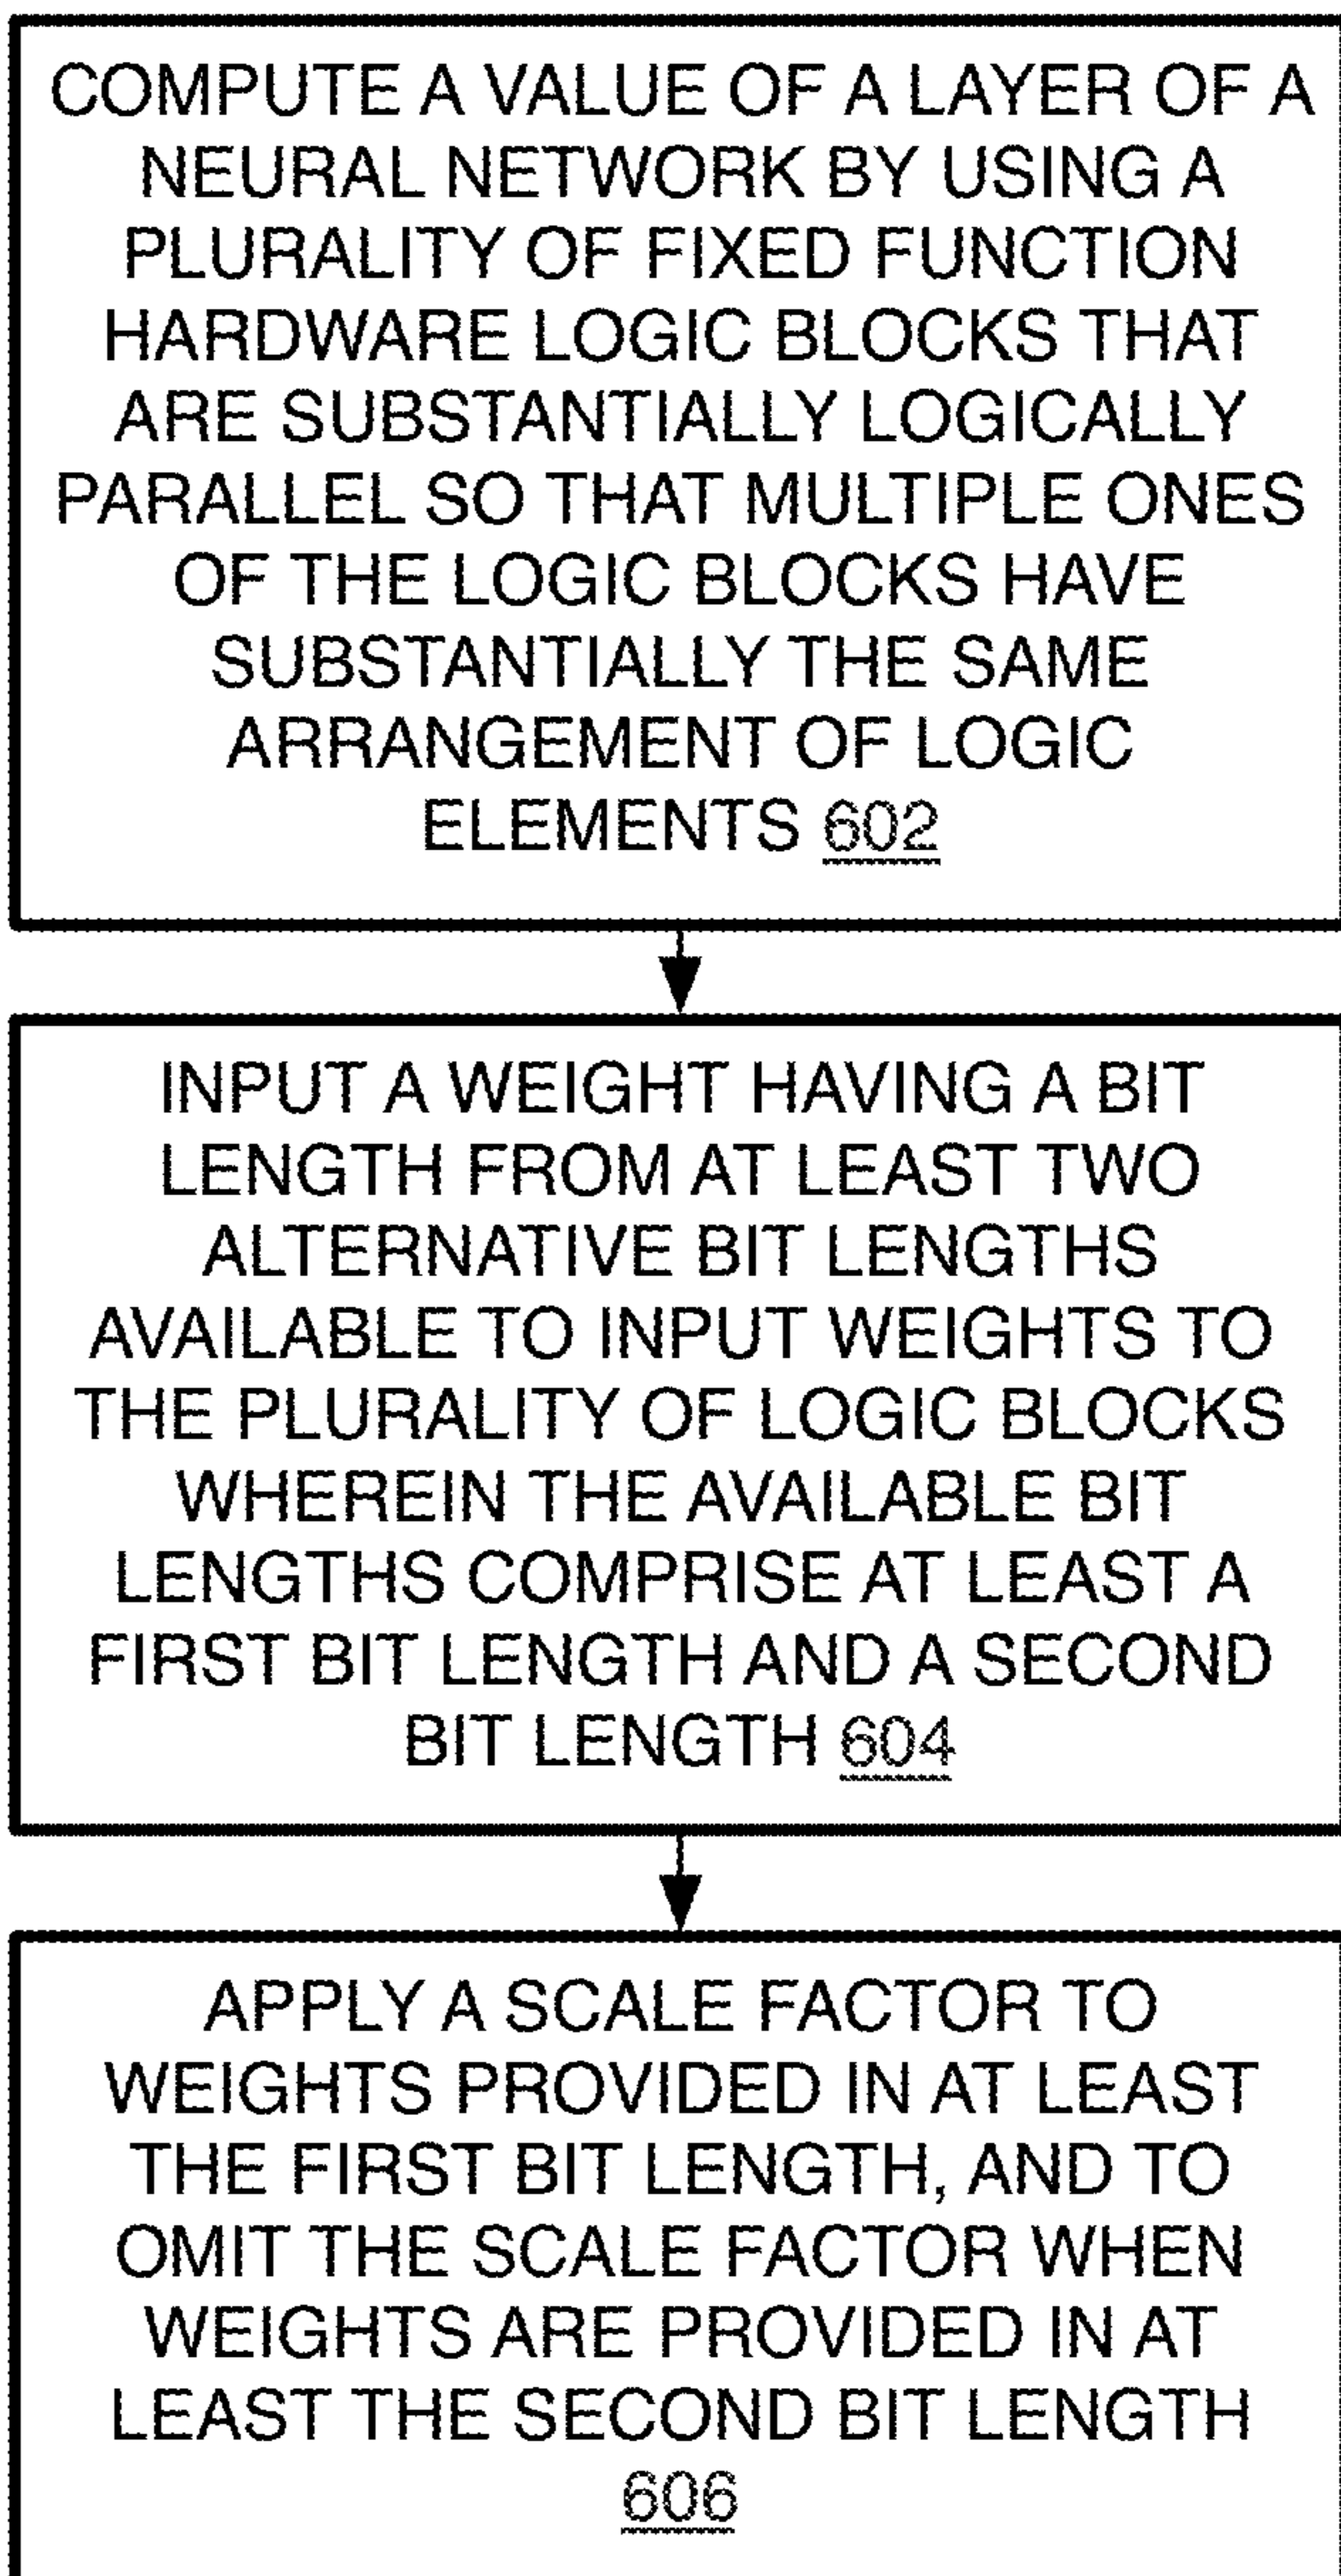 COMPUTE A VALUE OF A LAYER OF A
NEURAL NETWORK BY USING A
PLURALITY OF FIXED FUNCTION
HARDWARE LOGIC BLOCKS THAT
ARE SUBSTANTIALLY LOGICALLY
PARALLEL SO THAT MULTIPLE ONES
OF THE LOGIC BLOCKS HAVE
SUBSTANTIALLY THE SAME
ARRANGEMENT OF LOGIC
ELEMENTS 602
INPUT A WEIGHT HAVING A BIT
LENGTH FROM AT LEAST TWO
ALTERNATIVE BIT LENGTHS
AVAILABLE TO INPUT WEIGHTS TO
THE PLURALITY OF LOGIC BLOCKS
WHEREIN THE AVAILABLE BIT
LENGTHS COMPRISE AT LEAST A
FIRST BIT LENGTH AND A SECOND
BIT LENGTH 604
APPLY A SCALE FACTOR TO
WEIGHTS PROVIDED IN AT LEAST
THE FIRST BIT LENGTH, AND TO
OMIT THE SCALE FACTOR WHEN
WEIGHTS ARE PROVIDED IN AT
LEAST THE SECOND BIT LENGTH
606